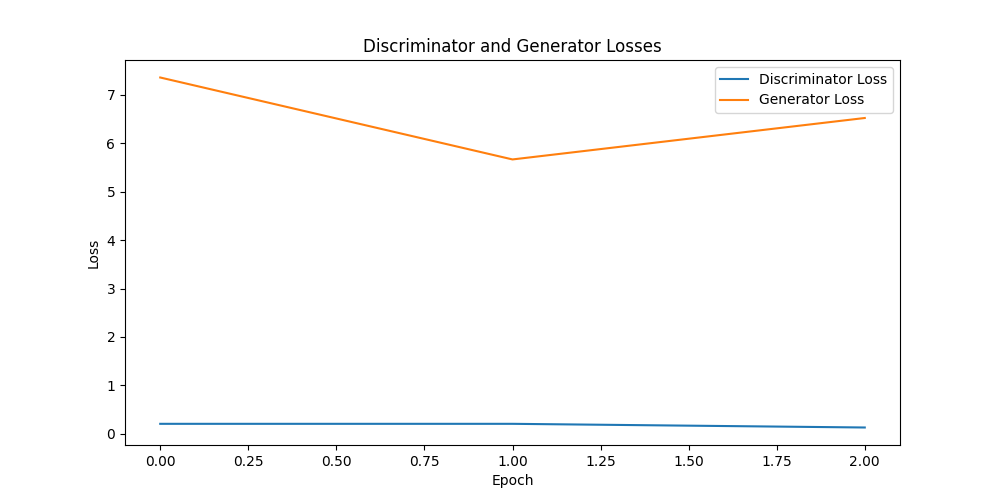 Discriminator and Generator Losses
Discriminator Loss
Generator Loss
7
6
5
4
3
2
1
0
Loss
0.00 0.25 0.50 0.75 1.00 1.25 1.50 1.75 2.00
Epoch